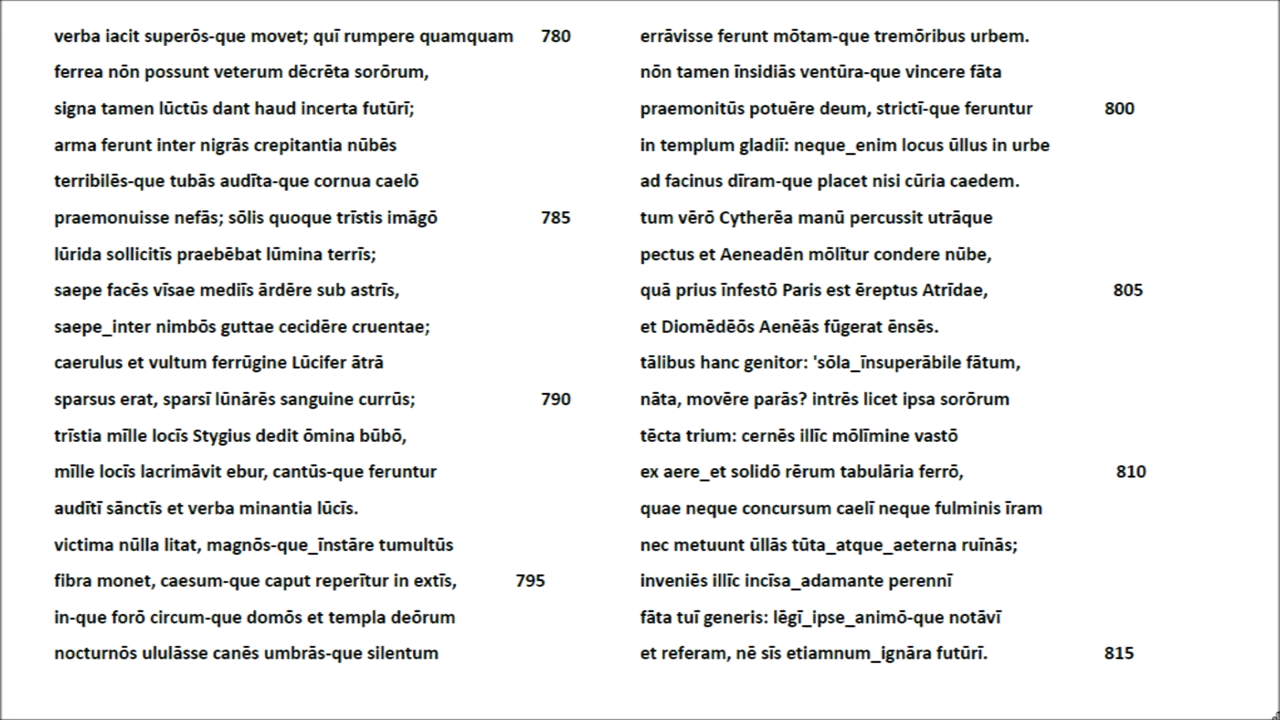 verba iacit superōs-que movet; quī rumpere quamquam 780
ferrea nōn possunt veterum dēcrēta sorōrum,
signa tamen lūctūs dant haud incerta futūrī;
arma ferunt inter nigrās crepitantia nūbēs
terribilēs-que tubās audīta-que cornua caelō
praemonuisse nefās; sōlis quoque trīstis imāgō 785
lūrida sollicitīs praebēbat lūmina terrīs;
saepe facēs vīsae mediīs ārdēre sub astrīs,
saepe_inter nimbōs guttae cecidēre cruentae;
caerulus et vultum ferrūgine Lūcifer ātrā
sparsus erat, sparsī lūnārēs sanguine currūs; 790
trīstia mīlle locīs Stygius dedit ōmina būbō,
mīlle locīs lacrimāvit ebur, cantūs-que feruntur
audītī sānctīs et verba minantia lūcīs.
victima nūlla litat, magnōs-que_īnstāre tumultūs
fibra monet, caesum-que caput reperītur in extīs, 795
in-que forō circum-que domōs et templa deōrum
nocturnōs ululāsse canēs umbrās-que silentum
errāvisse ferunt mōtam-que tremōribus urbem.
nōn tamen īnsidiās ventūra-que vincere fāta
praemonitūs potuēre deum, strictī-que feruntur 800
in templum gladiī: neque_enim locus ūllus in urbe
ad facinus dīram-que placet nisi cūria caedem.
tum vērō Cytherēa manū percussit utrāque
pectus et Aeneadēn mōlītur condere nūbe,
quā prius īnfestō Paris est ēreptus Atrīdae, 805
et Diomēdēōs Aenēās fūgerat ēnsēs.
tālibus hanc genitor: 'sōla_īnsuperābile fātum,
nāta, movēre parās? intrēs licet ipsa sorōrum
tēcta trium: cernēs illīc mōlīmine vastō
ex aere_et solidō rērum tabulāria ferrō, 810
quae neque concursum caelī neque fulminis īram
nec metuunt ūllās tūta_atque_aeterna ruīnās;
inveniēs illīc incīsa_adamante perennī
fāta tuī generis: lēgī_ipse_animō-que notāvī
et referam, nē sīs etiamnum_ignāra futūrī. 815